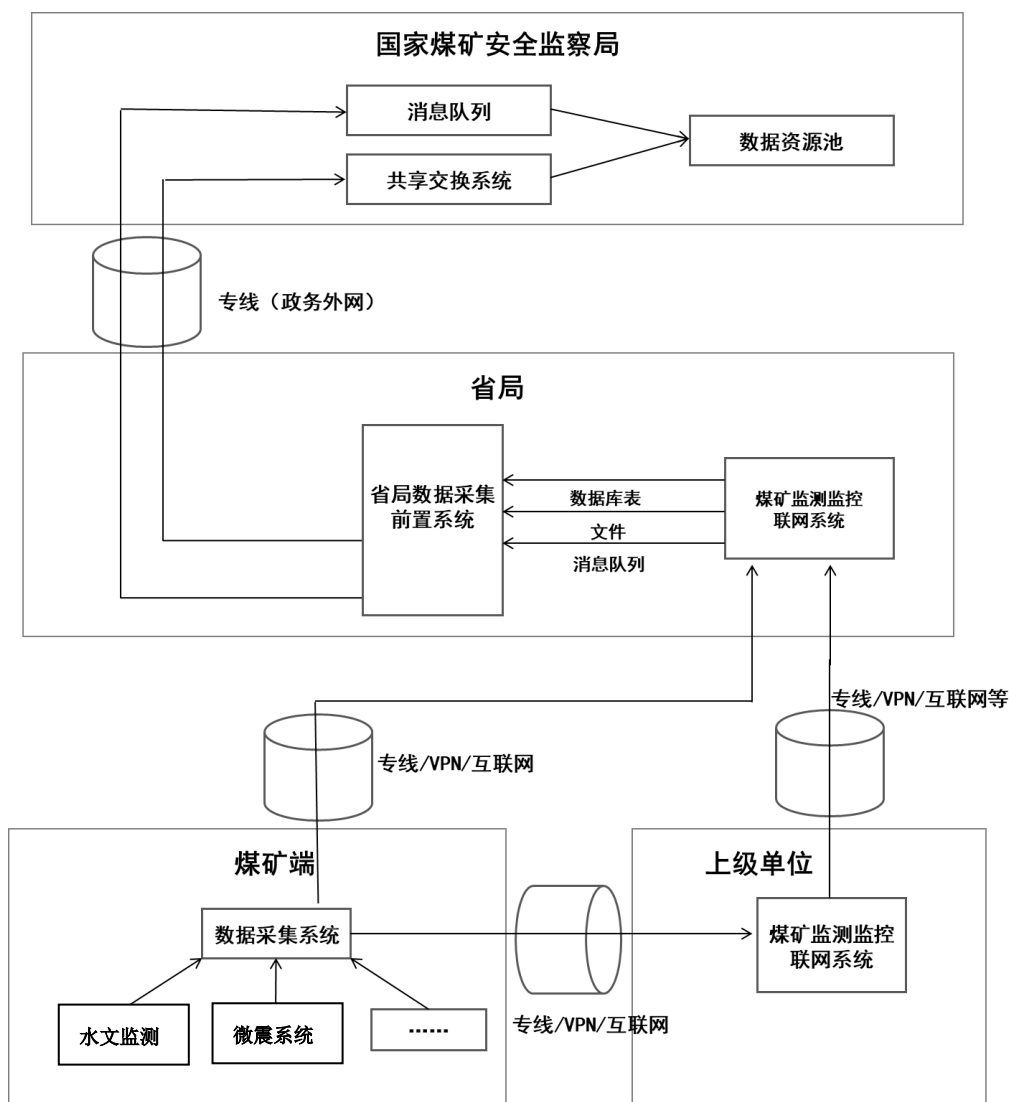 国家煤矿安全监察局
消息队列
数据资源池
共享交换系统
专线（政务外网）
省局
省局数据采集
前置系统
数据库表
文件
消息队列
煤矿监测监控
联网系统
专线/VPN/互联网等
专线/VPN/互联网
煤矿端
上级单位
数据采集系统
煤矿监测监控
联网系统
水文监测
微震系统
······
专线/VPN/互联网